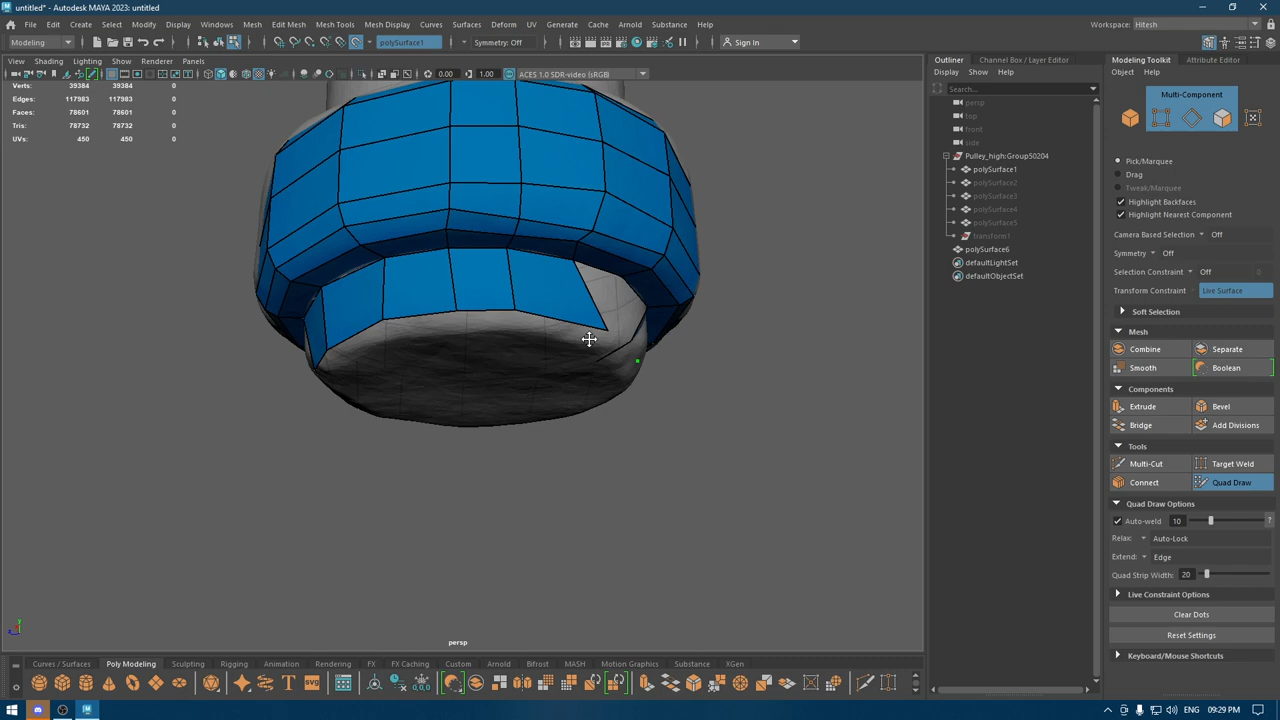 untitled* - Autodesk MAYA 2023: untitled
File Edit Create Select Modify Display Windows Mesh Edit Mesh Mesh Tools Mesh Display Curves Surfaces Deform UV Generate Cache Arnold Substance Help
Workspace: Hitesh
Modeling polySurface1 Symmetry: Off Sign In
View Shading Lighting Show Renderer Panels
0.00 1.00 ACES 1.0 SDR-video (sRGB)
Verts: 39384 39384 0
Edges: 117983 117983 0
Faces: 78601 78601 0
Tris: 78732 78732 0
UVs: 450 450 0
persp
Outliner Channel Box / Layer Editor
Display Show Help
Search...
persp
top
front
side
Pulley_high:Group50204
polySurface1
polySurface2
polySurface3
polySurface4
polySurface5
transform1
polySurface6
defaultLightSet
defaultObjectSet
Modeling Toolkit Attribute Editor
Object Help
Multi-Component
Pick/Marquee
Drag
Tweak/Marquee
Highlight Backfaces
Highlight Nearest Component
Camera Based Selection Off
Symmetry Off
Selection Constraint Off 0
Transform Constraint Live Surface
Soft Selection
Mesh
Combine Separate
Smooth Boolean
Components
Extrude Bevel
Bridge Add Divisions
Tools
Multi-Cut Target Weld
Connect Quad Draw
Quad Draw Options
Auto-weld 10 ?
Relax: Auto-Lock
Extend: Edge
Quad Strip Width: 20
Live Constraint Options
Clear Dots
Reset Settings
Keyboard/Mouse Shortcuts
Curves / Surfaces Poly Modeling Sculpting Rigging Animation Rendering FX FX Caching Custom Arnold Bifrost MASH Motion Graphics Substance XGen
SVG
0,0,0
ENG 09:29 PM